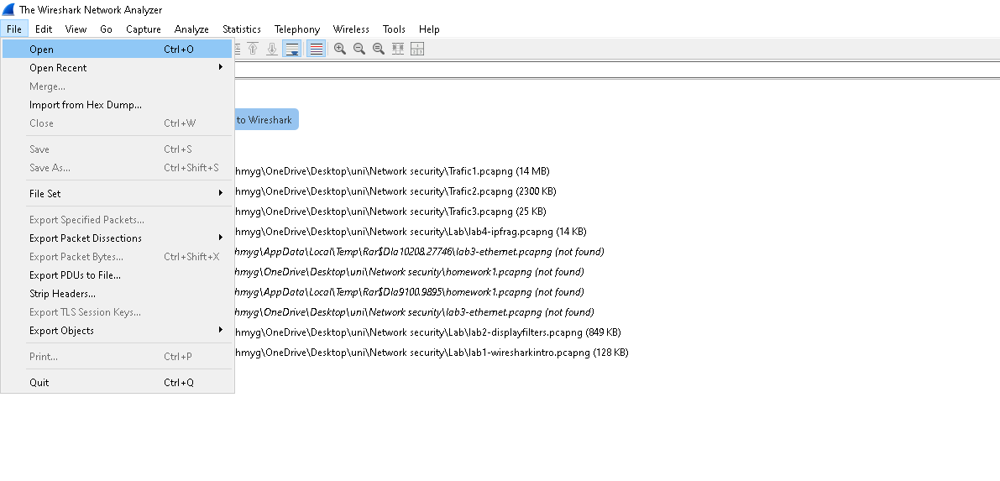 The Wireshark Network Analyzer
File Edit View Go Capture Analyze Statistics Telephony Wireless Tools Help
Open Ctrl+O
Open Recent
Merge...
Import from Hex Dump...
Close Ctrl+W
Save Ctrl+S
Save As... Ctrl+Shift+S
File Set
Export Specified Packets...
Export Packet Dissections
Export Packet Bytes... Ctrl+Shift+X
Export PDUs to File...
Strip Headers...
Export TLS Session Keys...
Export Objects
Print... Ctrl+P
Quit Ctrl+Q
to Wireshark
hmyg\OneDrive\Desktop\uni\Network security\Trafic1.pcapng (14 MB)
hmyg\OneDrive\Desktop\uni\Network security\Trafic2.pcapng (2300 KB)
hmyg\OneDrive\Desktop\uni\Network security\Trafic3.pcapng (25 KB)
hmyg\OneDrive\Desktop\uni\Network security\Lab\lab4-ipfrag.pcapng (14 KB)
hmyg\AppData\Local\Temp\Rar$DIa10208.27746\lab3-ethernet.pcapng (not found)
hmyg\OneDrive\Desktop\uni\Network security\homework1.pcapng (not found)
hmyg\AppData\Local\Temp\Rar$DIa9100.9895\homework1.pcapng (not found)
hmyg\OneDrive\Desktop\uni\Network security\lab3-ethernet.pcapng (not found)
hmyg\OneDrive\Desktop\uni\Network security\Lab\lab2-displayfilters.pcapng (849 KB)
hmyg\OneDrive\Desktop\uni\Network security\Lab\lab1-wiresharkintro.pcapng (128 KB)